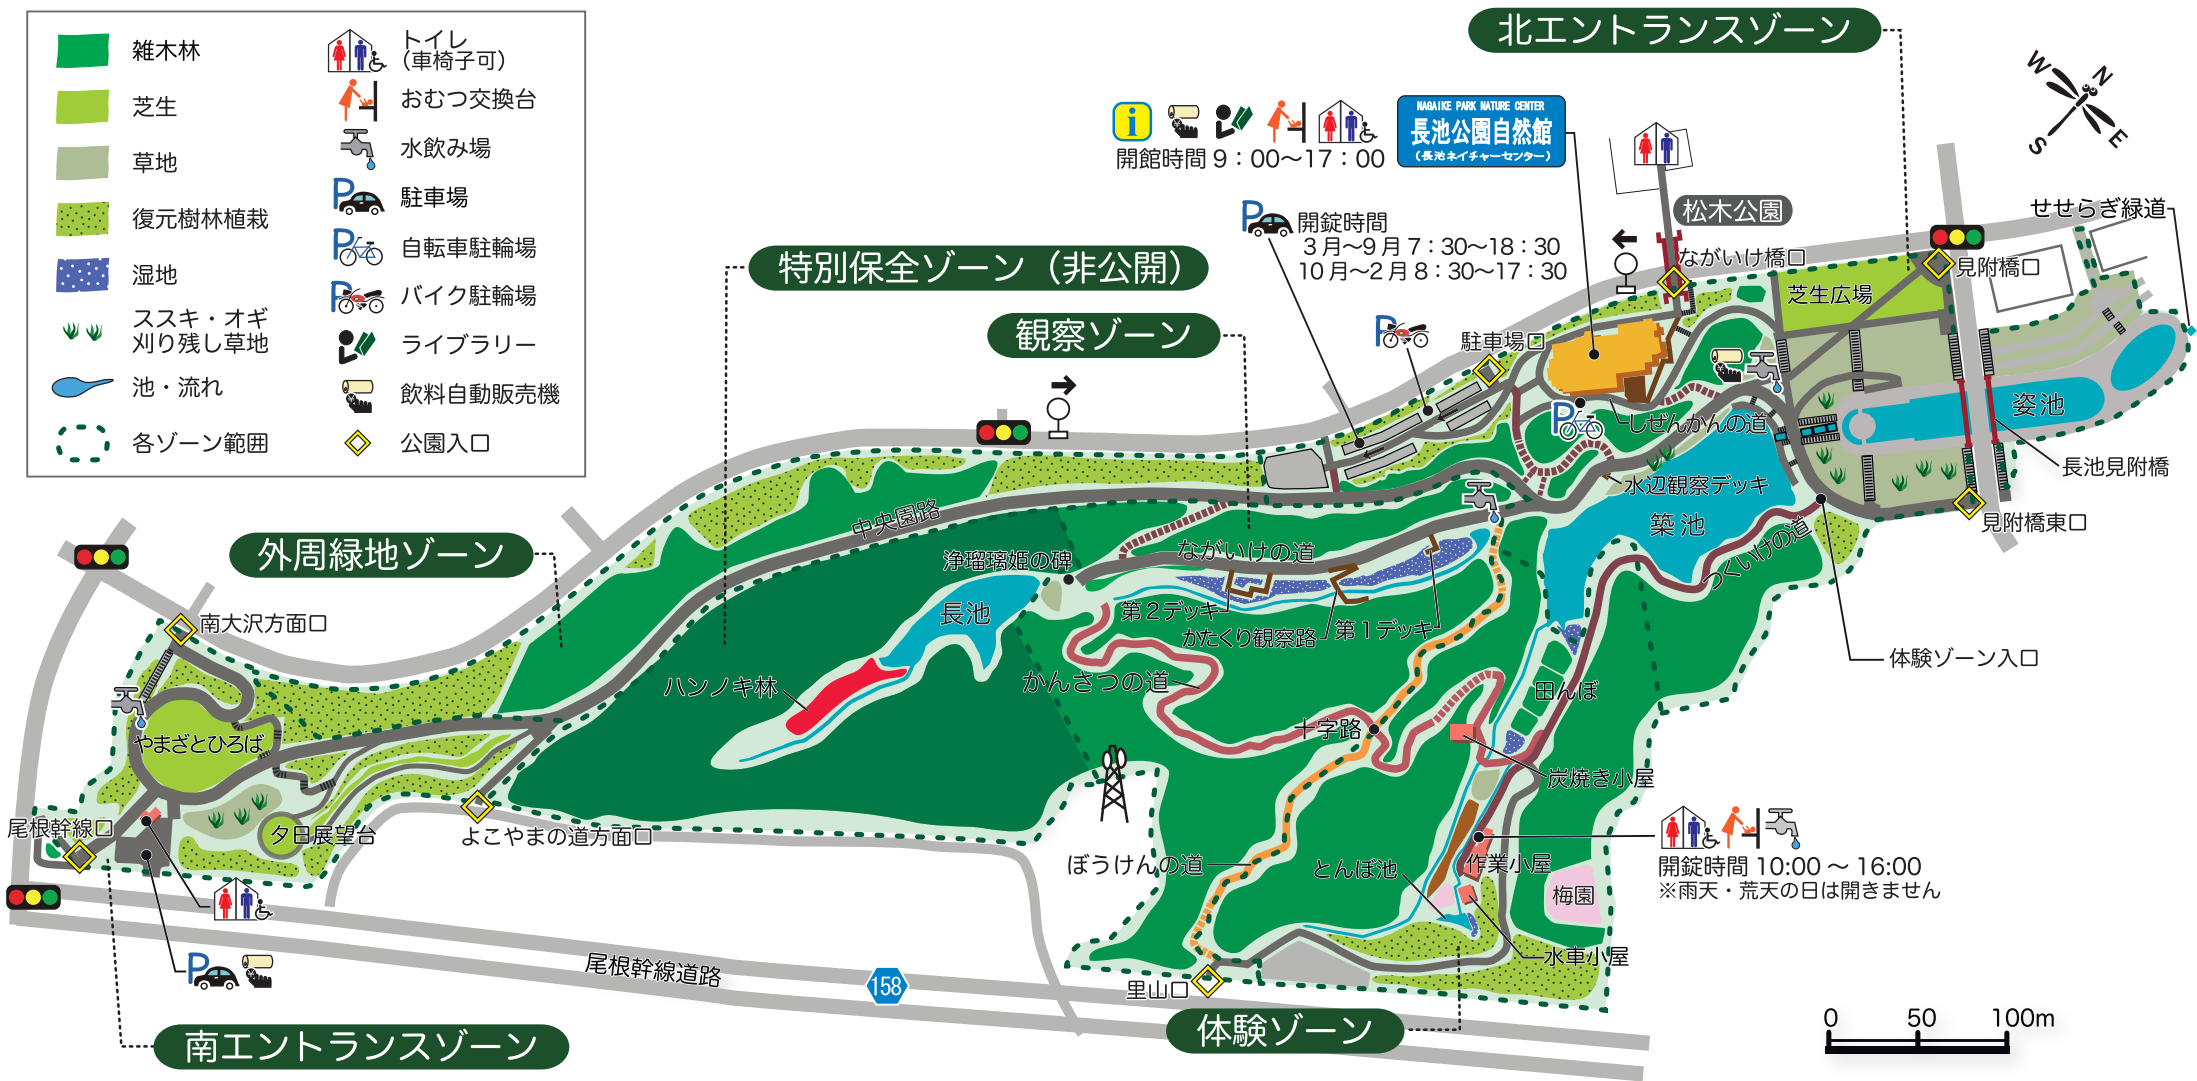 雑木林
芝生
草地
復元樹林植栽
湿地
ススキ・オギ
刈り残し草地
池・流れ
各ゾーン範囲
トイレ
（車椅子可）
おむつ交換台
水飲み場
P
駐車場
P
自転車駐輪場
P
バイク駐輪場
ライブラリー
飲料自動販売機
公園入口
北エントランスゾーン
i
開館時間 9：00～17：00
NAGAIKE PARK NATURE CENTER
長池公園自然館
（長池ネイチャーセンター）
W
N
S
E
せせらぎ緑道
松木公園
ながいけ橋口
見附橋口
芝生広場
P
開錠時間
3月～9月 7：30～18：30
10月～2月 8：30～17：30
特別保全ゾーン（非公開）
観察ゾーン
P
駐車場口
P
しぜんかんの道
姿池
長池見附橋
水辺観察デッキ
築池
見附橋東口
つくいけの道
体験ゾーン入口
中央園路
ながいけの道
浄瑠璃姫の碑
長池
第2デッキ
かたくり観察路
第1デッキ
外周緑地ゾーン
南大沢方面口
ハンノキ林
かんさつの道
田んぼ
十字路
やまざとひろば
炭焼き小屋
尾根幹線口
夕日展望台
よこやまの道方面口
ぼうけんの道
とんぼ池
作業小屋
梅園
開錠時間 10:00 ～ 16:00
※雨天・荒天の日は開きません
水車小屋
P
尾根幹線道路
158
里山口
南エントランスゾーン
体験ゾーン
0 50 100m